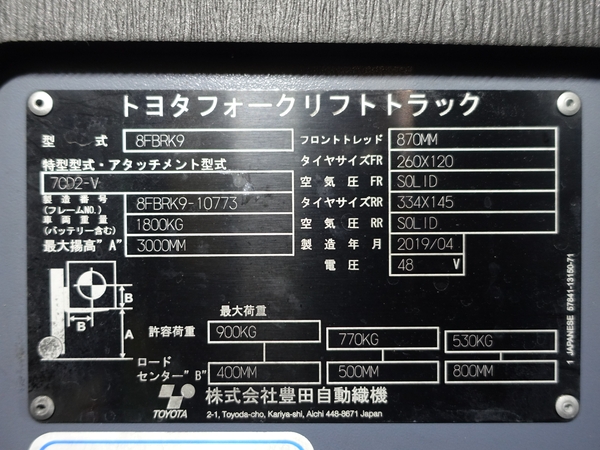 トヨタフォークリフトトラック
型 式 8FBRK9 フロントトレッド 870MM
特型型式・アタッチメント型式 タイヤサイズFR 260X120
7CD2-V 空気圧 FR SOLID
製造番号 (フレームNO.) 8FBRK9-10773 タイヤサイズRR 334X145
車両重量 (バッテリー含む) 1800KG 空気圧 RR SOLID
最大揚高"A" 3000MM 製造年月 2019/04
電圧 48 V
B
B
A
最大荷重
許容荷重 900KG 770KG 530KG
ロード
センター"B" 400MM 500MM 800MM
TOYOTA 株式会社豊田自動織機
2-1, Toyoda-cho, Kariya-shi, Aichi 448-8671 Japan
1 JAPANESE 57841-13150-71